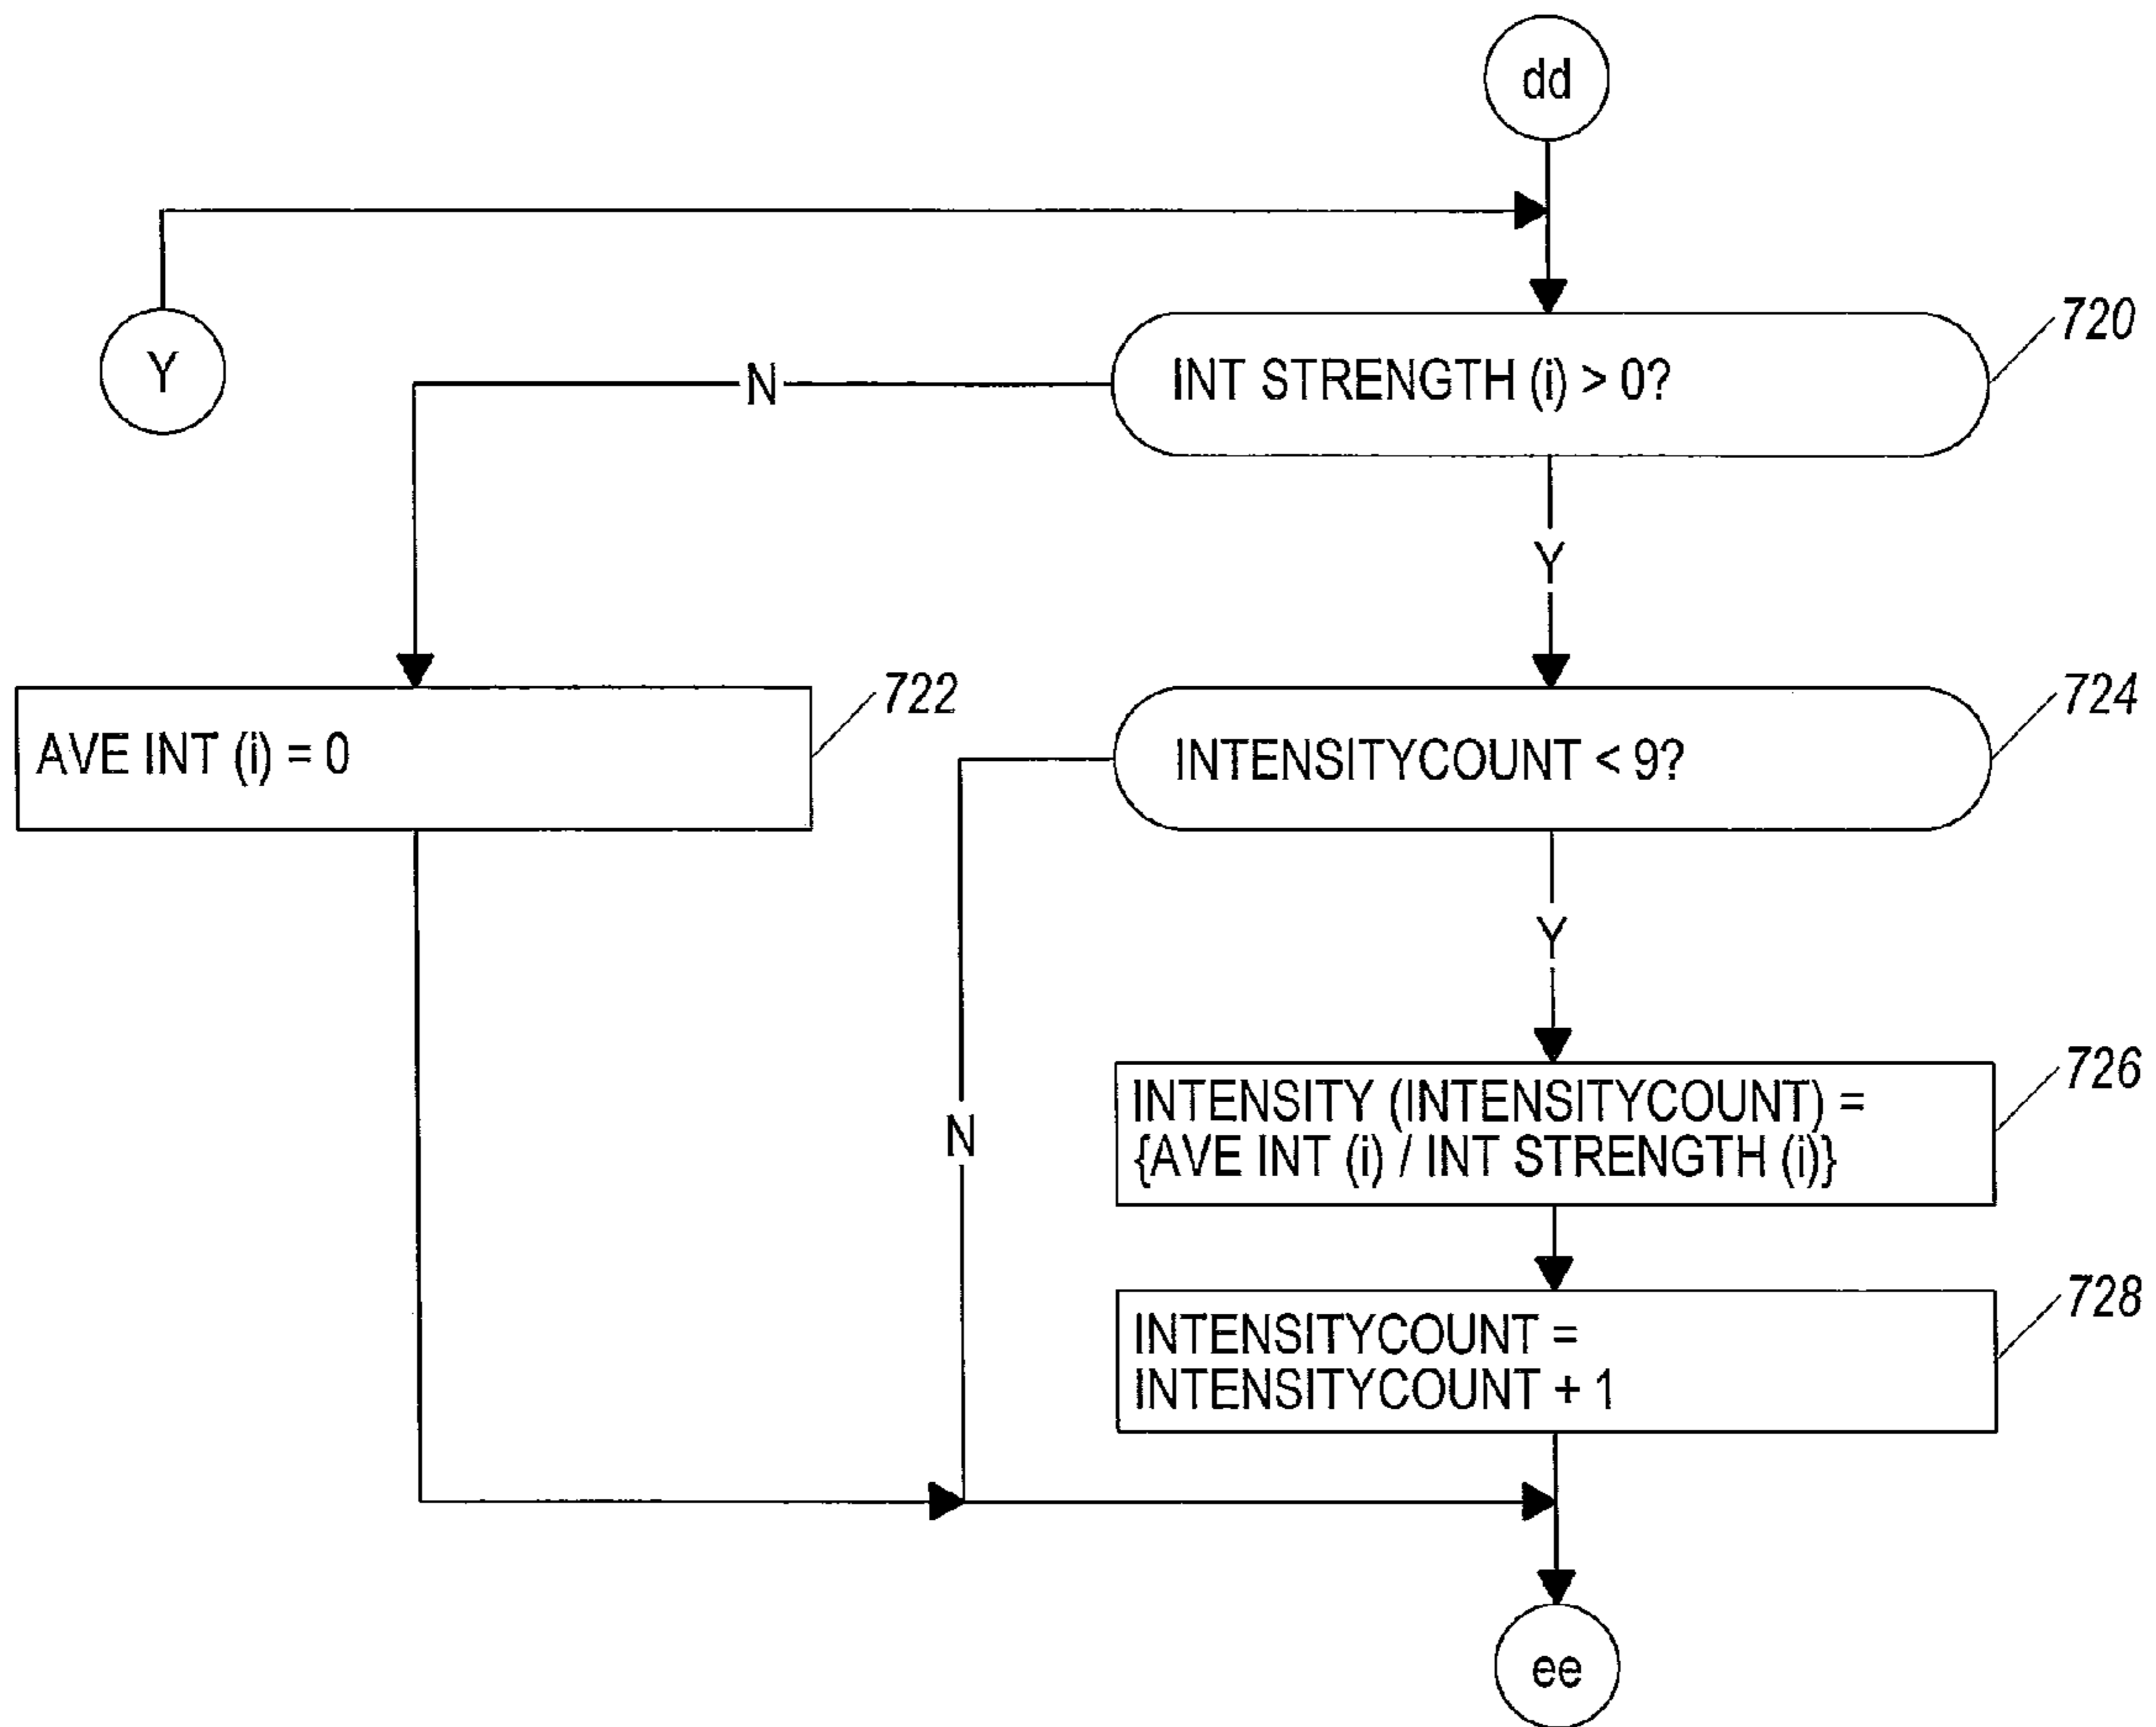 dd
720
Y
N
INT STRENGTH (i) > 0?
Y
722
724
AVE INT (i) = 0
INTENSITYCOUNT < 9?
Y
N
726
INTENSITY (INTENSITYCOUNT) =
{AVE INT (i) / INT STRENGTH (i)}
728
INTENSITYCOUNT =
INTENSITYCOUNT + 1
ee